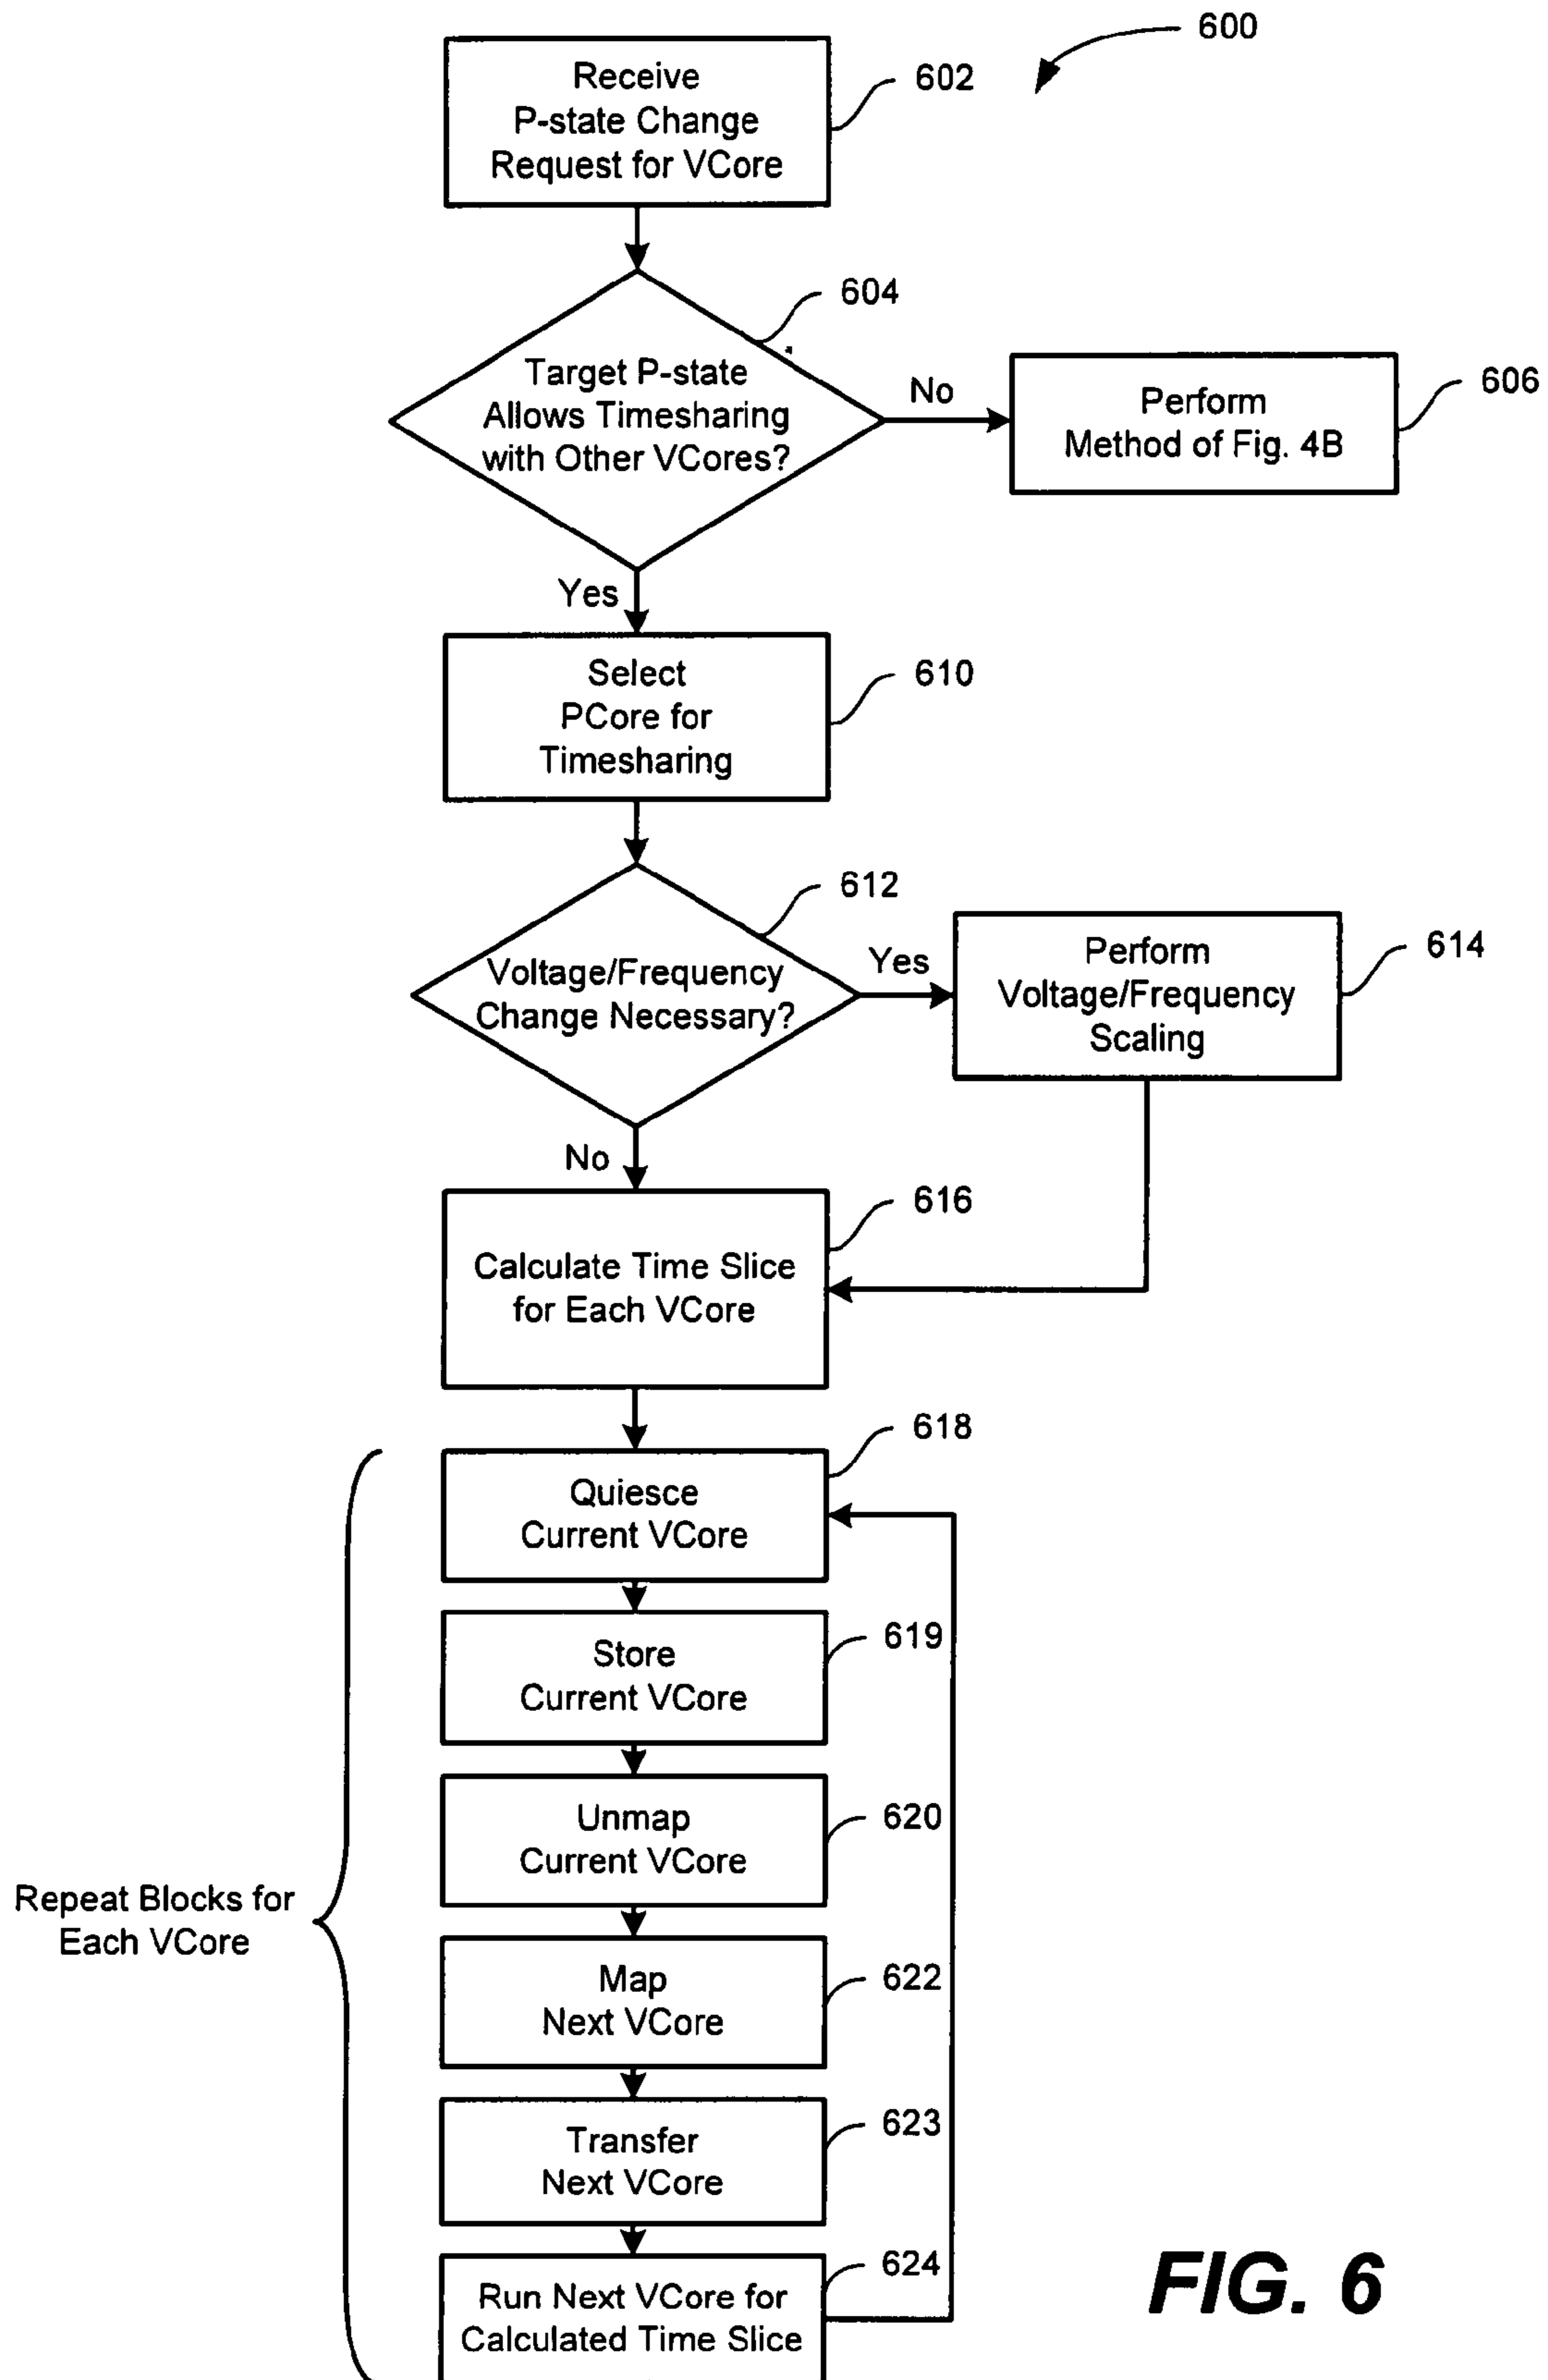 600
Receive
P-state Change
Request for VCore
602
604
Target P-state
Allows Timesharing
with Other VCores?
No
Perform
Method of Fig. 4B
606
Yes
Select
PCore for
Timesharing
610
612
Voltage/Frequency
Change Necessary?
Yes
Perform
Voltage/Frequency
Scaling
614
No
616
Calculate Time Slice
for Each VCore
618
Quiesce
Current VCore
619
Store
Current VCore
620
Unmap
Current VCore
Repeat Blocks for
Each VCore
622
Map
Next VCore
623
Transfer
Next VCore
624
Run Next VCore for
Calculated Time Slice
FIG. 6